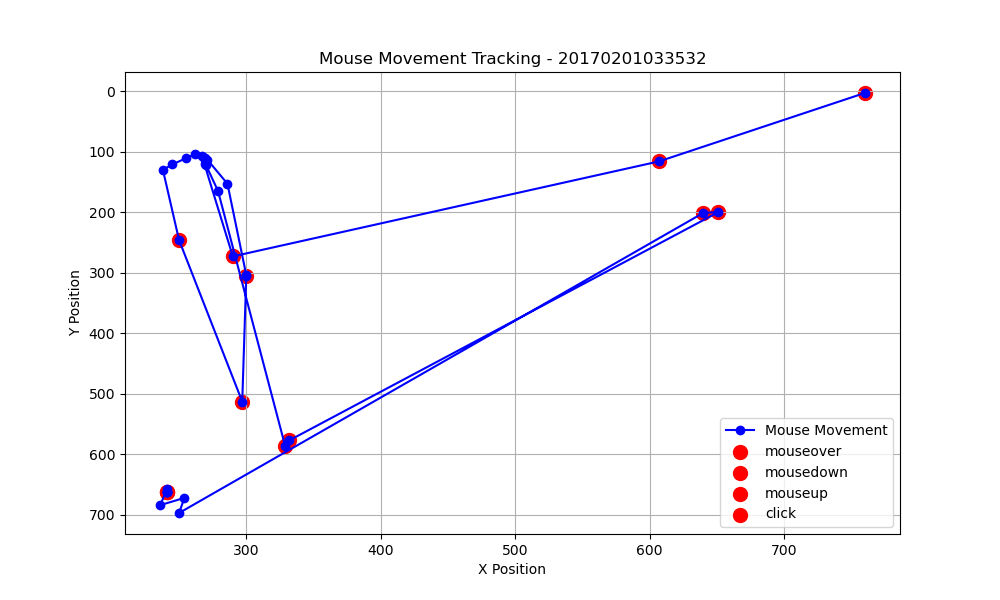 Mouse Movement Tracking - 20170201033532
0
100
200
300
400
500
600
700
Y Position
300 400 500 600 700
X Position
Mouse Movement
mouseover
mousedown
mouseup
click